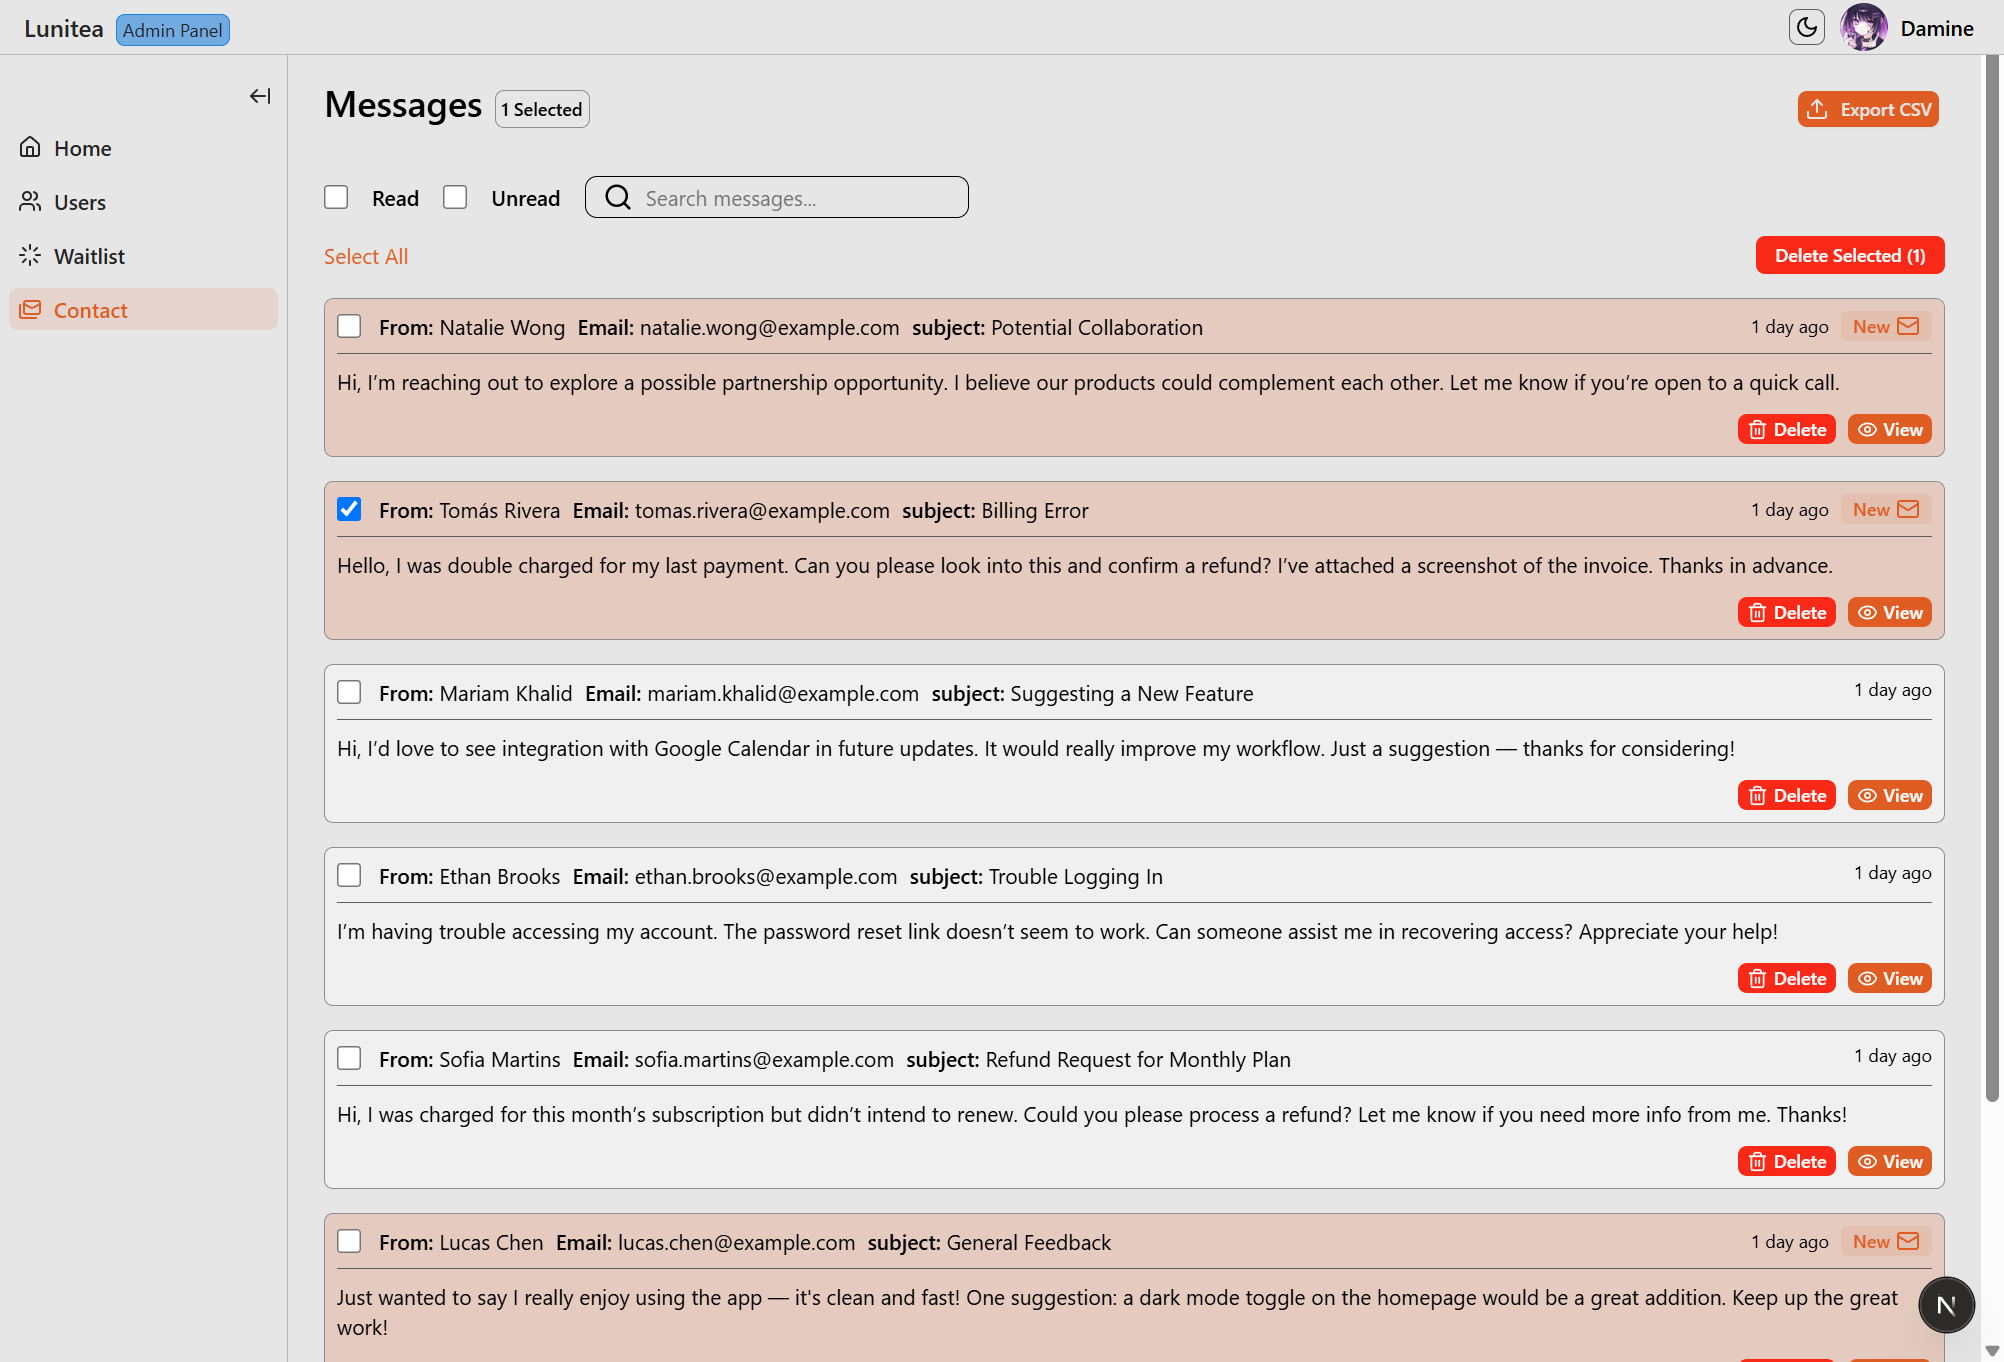 Lunitea Admin Panel
Damine
Home
Users
Waitlist
Contact
Messages 1 Selected
Export CSV
Read Unread Search messages...
Select All
Delete Selected (1)
From: Natalie Wong Email: natalie.wong@example.com subject: Potential Collaboration 1 day ago New
Hi, I’m reaching out to explore a possible partnership opportunity. I believe our products could complement each other. Let me know if you’re open to a quick call.
Delete View
From: Tomás Rivera Email: tomas.rivera@example.com subject: Billing Error 1 day ago New
Hello, I was double charged for my last payment. Can you please look into this and confirm a refund? I’ve attached a screenshot of the invoice. Thanks in advance.
Delete View
From: Mariam Khalid Email: mariam.khalid@example.com subject: Suggesting a New Feature 1 day ago
Hi, I’d love to see integration with Google Calendar in future updates. It would really improve my workflow. Just a suggestion — thanks for considering!
Delete View
From: Ethan Brooks Email: ethan.brooks@example.com subject: Trouble Logging In 1 day ago
I’m having trouble accessing my account. The password reset link doesn’t seem to work. Can someone assist me in recovering access? Appreciate your help!
Delete View
From: Sofia Martins Email: sofia.martins@example.com subject: Refund Request for Monthly Plan 1 day ago
Hi, I was charged for this month’s subscription but didn’t intend to renew. Could you please process a refund? Let me know if you need more info from me. Thanks!
Delete View
From: Lucas Chen Email: lucas.chen@example.com subject: General Feedback 1 day ago New
Just wanted to say I really enjoy using the app — it's clean and fast! One suggestion: a dark mode toggle on the homepage would be a great addition. Keep up the great
work!
N